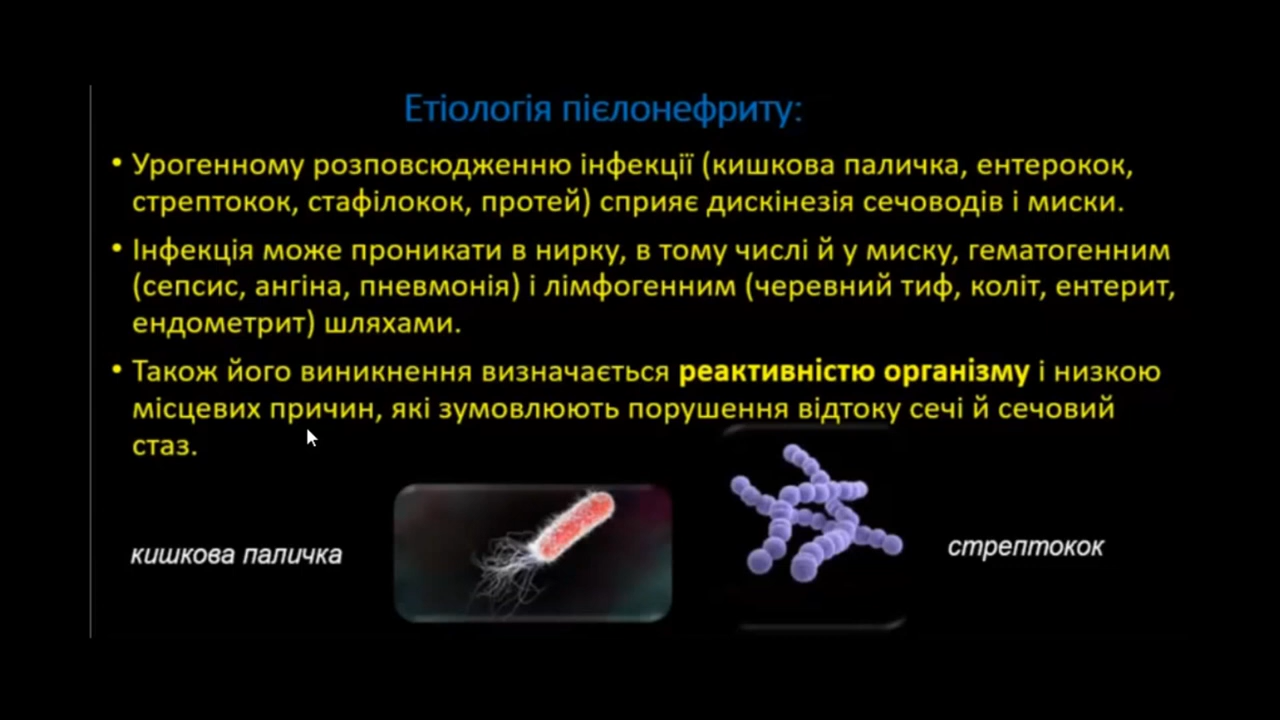 Етіологія пієлонефриту:
• Урогенному розповсюдженню інфекції (кишкова паличка, ентерокок,
стрептокок, стафілокок, протей) сприяє дискінезія сечоводів і миски.
• Інфекція може проникати в нирку, в тому числі й у миску, гематогенним
(сепсис, ангіна, пневмонія) і лімфогенним (черевний тиф, коліт, ентерит,
ендометрит) шляхами.
• Також його виникнення визначається реактивністю організму і низкою
місцевих причин, які зумовлюють порушення відтоку сечі й сечовий
стаз.
кишкова паличка
стрептокок